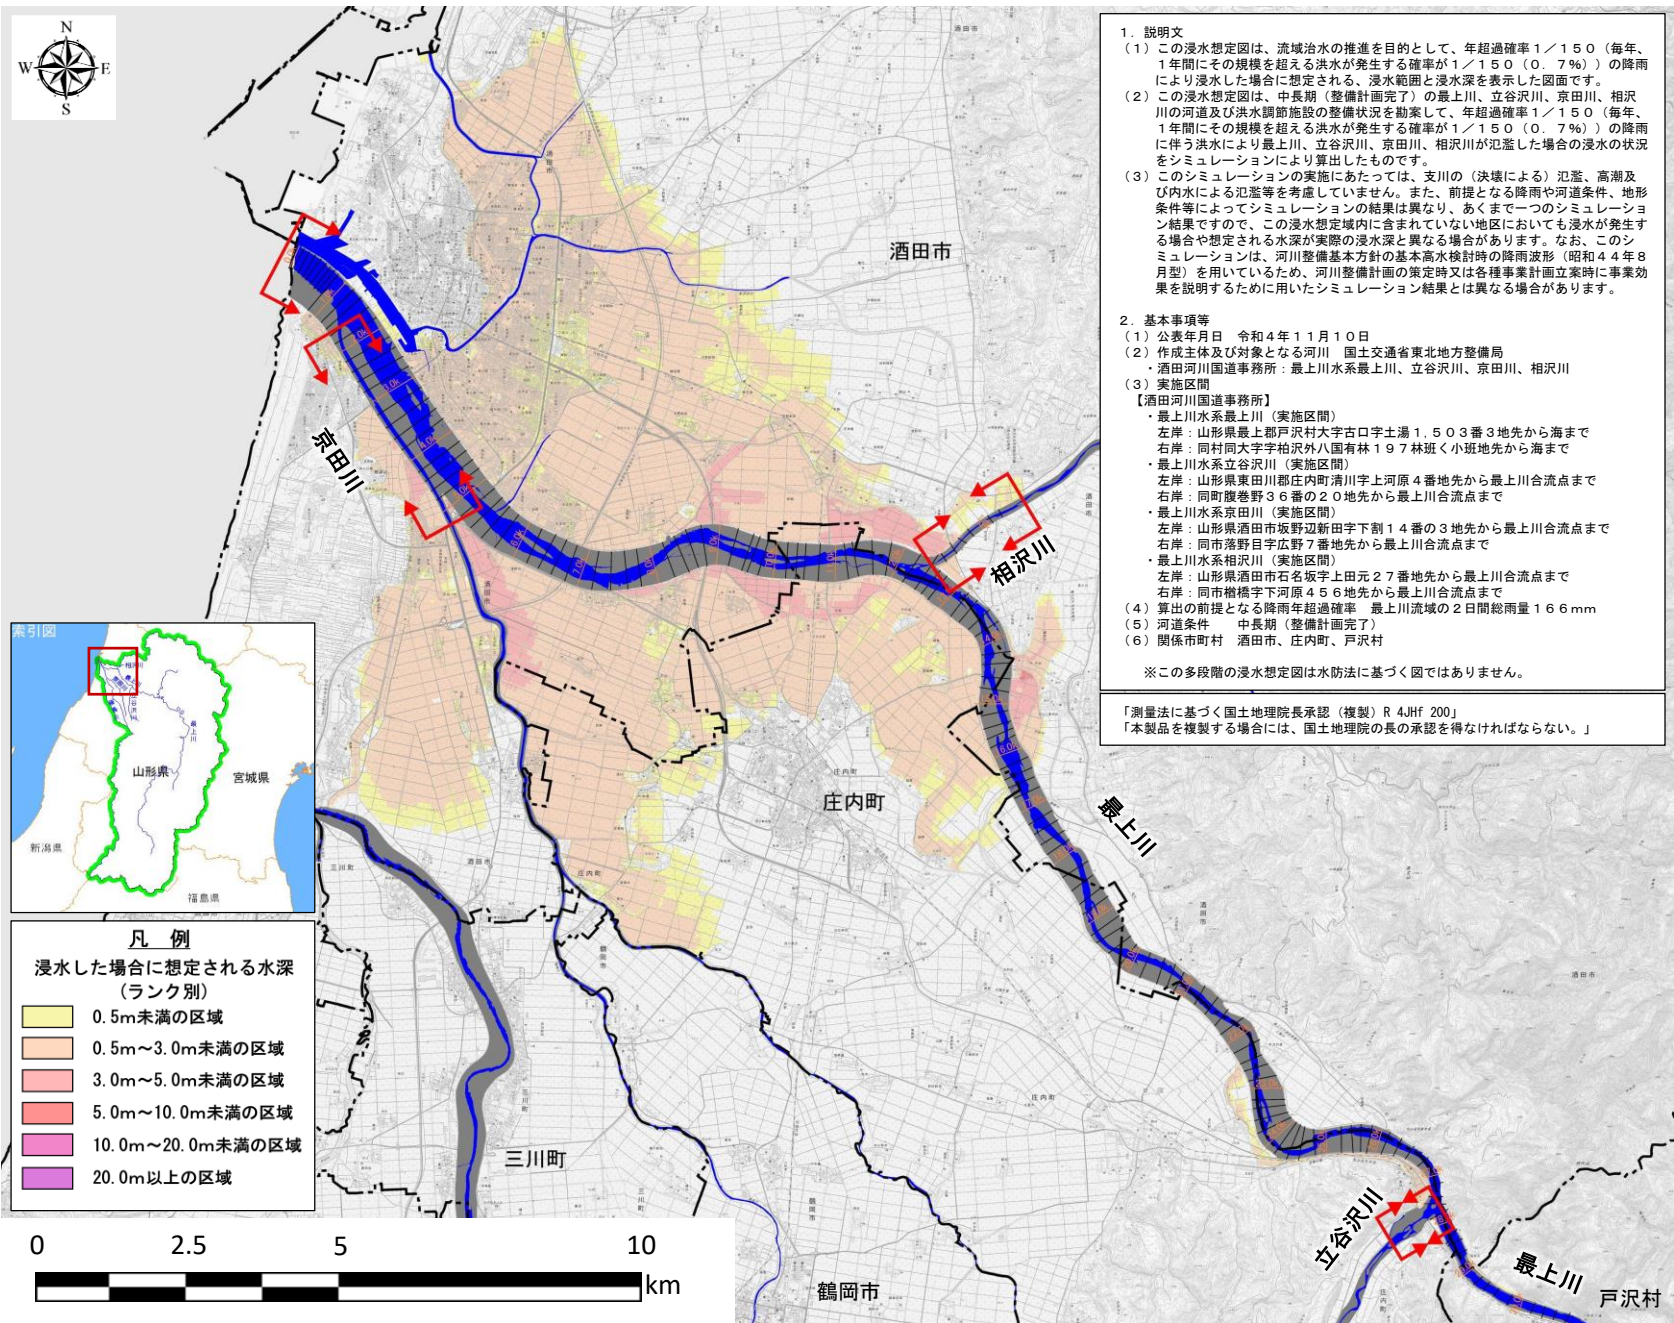 N
W E
S
1. 説明文
(1) この浸水想定図は、流域治水の推進を目的として、年超過確率1/150(毎年、
1年間にその規模を超える洪水が発生する確率が1/150(0.7%))の降雨
により浸水した場合に想定される、浸水範囲と浸水深を表示した図面です。
(2) この浸水想定図は、中長期(整備計画完了)の最上川、立谷沢川、京田川、相沢
川の河道及び洪水調節施設の整備状況を勘案して、年超過確率1/150(毎年、
1年間にその規模を超える洪水が発生する確率が1/150(0.7%))の降雨
に伴う洪水により最上川、立谷沢川、京田川、相沢川が氾濫した場合の浸水の状況
をシミュレーションにより算出したものです。
(3) このシミュレーションの実施にあたっては、支川の(決壊による)氾濫、高潮及
び内水による氾濫等を考慮していません。また、前提となる降雨や河道条件、地形
条件等によってシミュレーションの結果は異なり、あくまで一つのシミュレーショ
ン結果ですので、この浸水想定域内に含まれていない地区においても浸水が発生す
る場合や想定される水深が実際の浸水深と異なる場合があります。なお、このシ
ミュレーションは、河川整備基本方針の基本高水検討時の降雨波形(昭和44年8
月型)を用いているため、河川整備計画の策定時又は各種事業計画立案時に事業効
果を説明するために用いたシミュレーション結果とは異なる場合があります。
2. 基本事項等
(1) 公表年月日 令和4年11月10日
(2) 作成主体及び対象となる河川 国土交通省東北地方整備局
・酒田河川国道事務所:最上川水系最上川、立谷沢川、京田川、相沢川
(3) 実施区間
【酒田河川国道事務所】
・最上川水系最上川(実施区間)
左岸:山形県最上郡戸沢村大字古口字土湯1,503番3地先から海まで
右岸:同村同大字字柏沢外八国有林197林班く小班地先から海まで
・最上川水系立谷沢川(実施区間)
左岸:山形県東田川郡庄内町清川字上河原4番地先から最上川合流点まで
右岸:同町腹巻野36番の20地先から最上川合流点まで
・最上川水系京田川(実施区間)
左岸:山形県酒田市坂野辺新田字下割14番の3地先から最上川合流点まで
右岸:同市落野目字広野7番地先から最上川合流点まで
・最上川水系相沢川(実施区間)
左岸:山形県酒田市石名坂字上田元27番地先から最上川合流点まで
右岸:同市楢橋字下河原456地先から最上川合流点まで
(4) 算出の前提となる降雨年超過確率 最上川流域の2日間総雨量166mm
(5) 河道条件 中長期(整備計画完了)
(6) 関係市町村 酒田市、庄内町、戸沢村
※この多段階の浸水想定図は水防法に基づく図ではありません。
「測量法に基づく国土地理院長承認(複製)R 4JHf 200」
「本製品を複製する場合には、国土地理院の長の承認を得なければならない。」
酒田市
京田川
相沢川
庄内町
最上川
三川町
立谷沢川
最上川
鶴岡市
戸沢村
索引図
最上川
山形県
宮城県
新潟県
福島県
凡 例
浸水した場合に想定される水深
(ランク別)
0.5m未満の区域
0.5m~3.0m未満の区域
3.0m~5.0m未満の区域
5.0m~10.0m未満の区域
10.0m~20.0m未満の区域
20.0m以上の区域
0 2.5 5 10
km